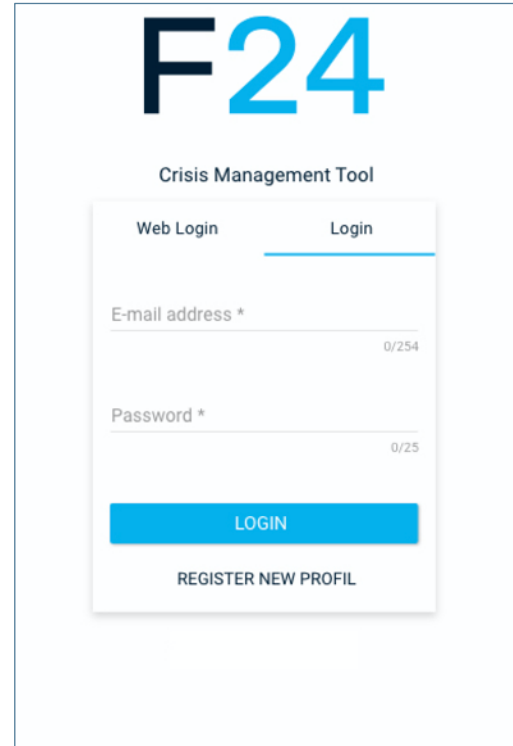 F24
Crisis Management Tool
Web Login Login
E-mail address *
0/254
Password *
0/25
LOGIN
REGISTER NEW PROFIL